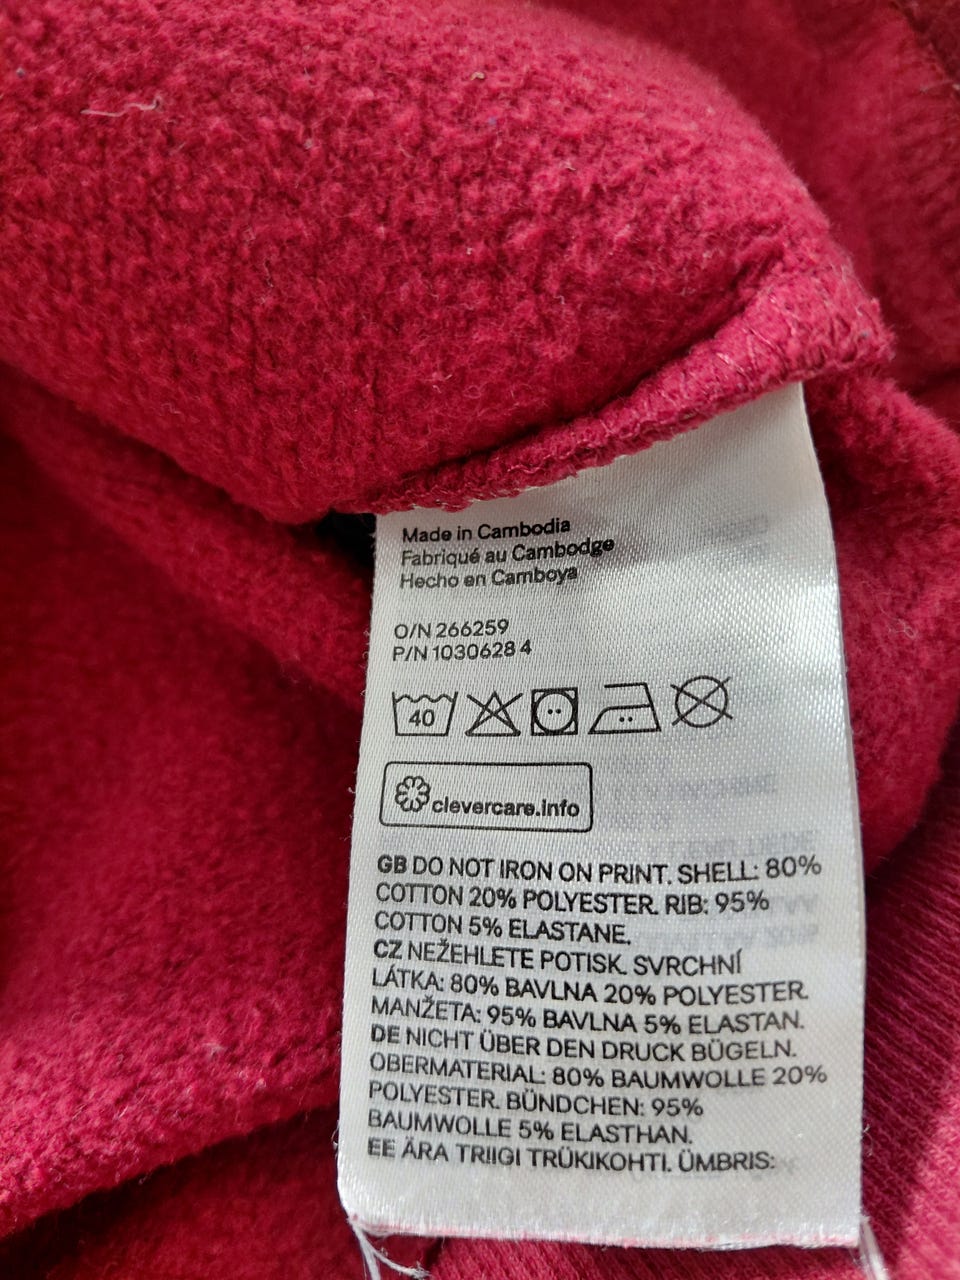 Made in Cambodia
Fabriqué au Cambodge
Hecho en Camboya
O/N 266259
P/N 1030628 4
40
clevercare.info
GB DO NOT IRON ON PRINT. SHELL: 80%
COTTON 20% POLYESTER. RIB: 95%
COTTON 5% ELASTANE.
CZ NEŽEHLETE POTISK. SVRCHNÍ
LÁTKA: 80% BAVLNA 20% POLYESTER.
MANŽETA: 95% BAVLNA 5% ELASTAN.
DE NICHT ÜBER DEN DRUCK BÜGELN.
OBERMATERIAL: 80% BAUMWOLLE 20%
POLYESTER. BÜNDCHEN: 95%
BAUMWOLLE 5% ELASTHAN.
EE ÄRA TRIIGI TRÜKIKOHTI. ÜMBRIS: